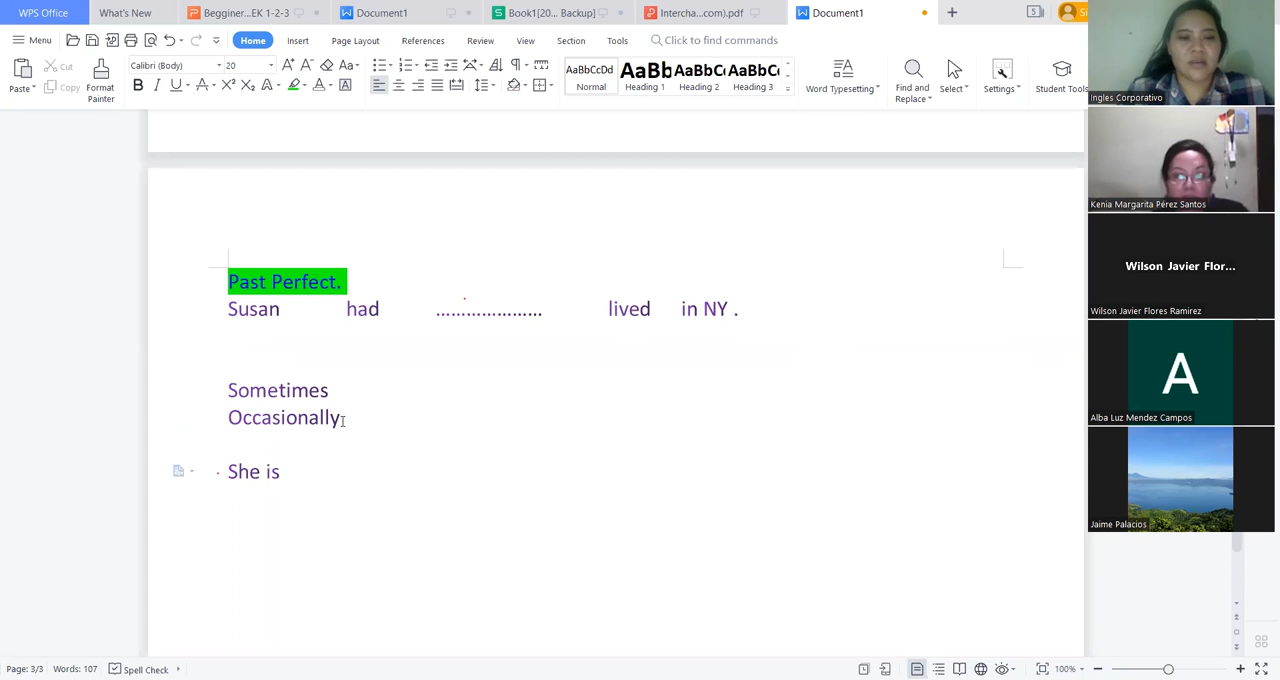 WPS Office What's New Begginer...EK 1-2-3 Document1 Book1[20... Backup] Intercha...com).pdf Document1
Menu Home Insert Page Layout References Review View Section Tools Click to find commands
Calibri (Body) 20
Paste Cut Copy Format Painter
AaBbCcDd AaBb AaBbCc AaBbCc
Normal Heading 1 Heading 2 Heading 3
Word Typesetting Find and Replace Select Settings Student Tools
Past Perfect.
Susan had ..................... lived in NY .
Sometimes
Occasionally
She is
Ingles Corporativo
Kenia Margarita Pérez Santos
Wilson Javier Flor...
Wilson Javier Flores Ramirez
A
Alba Luz Mendez Campos
Jaime Palacios
Page: 3/3 Words: 107 Spell Check 100%